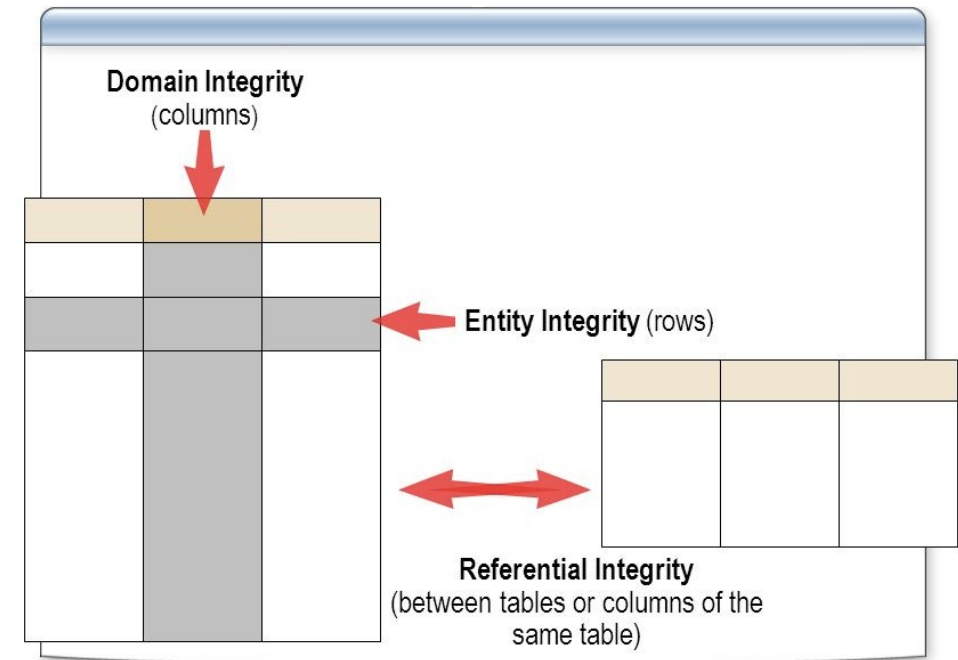 Domain Integrity
(columns)
Entity Integrity (rows)
Referential Integrity
(between tables or columns of the
same table)